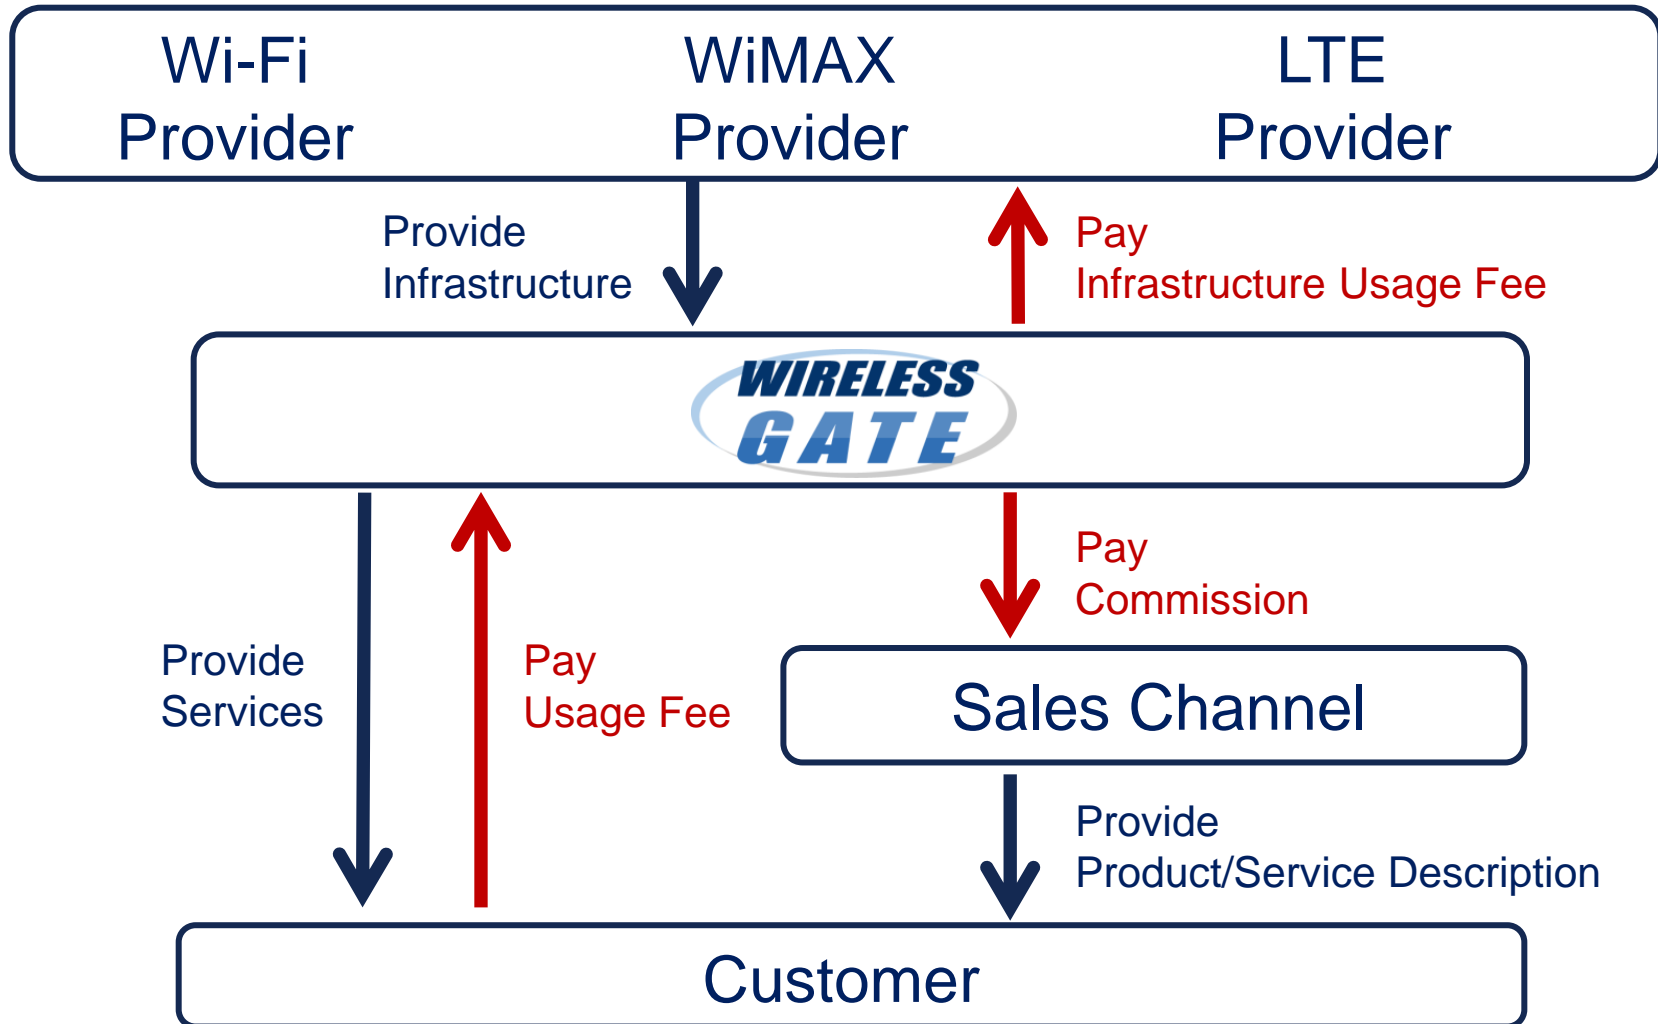 Wi-Fi
Provider
WiMAX
Provider
LTE
Provider
Provide
Infrastructure
Pay
Infrastructure Usage Fee
WIRELESS
GATE
Provide
Services
Pay
Usage Fee
Pay
Commission
Sales Channel
Provide
Product/Service Description
Customer